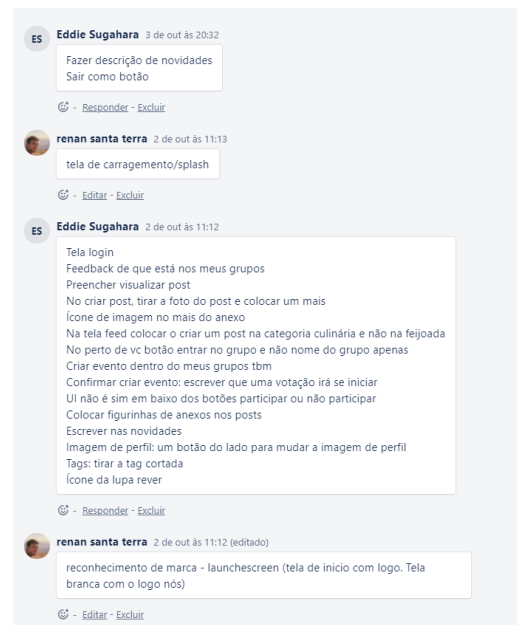 ES
Eddie Sugahara 3 de out às 20:32
Fazer descrição de novidades
Sair como botão
- Responder - Excluir
renan santa terra 2 de out às 11:13
tela de carragemento/splash
- Editar - Excluir
ES
Eddie Sugahara 2 de out às 11:12
Tela login
Feedback de que está nos meus grupos
Preencher visualizar post
No criar post, tirar a foto do post e colocar um mais
Ícone de imagem no mais do anexo
Na tela feed colocar o criar um post na categoria culinária e não na feijoada
No perto de vc botão entrar no grupo e não nome do grupo apenas
Criar evento dentro do meus grupos tbm
Confirmar criar evento: escrever que uma votação irá se iniciar
UI não é sim em baixo dos botões participar ou não participar
Colocar figurinhas de anexos nos posts
Escrever nas novidades
Imagem de perfil: um botão do lado para mudar a imagem de perfil
Tags: tirar a tag cortada
Ícone da lupa rever
- Responder - Excluir
renan santa terra 2 de out às 11:12 (editado)
reconhecimento de marca - launchescreen (tela de inicio com logo. Tela
branca com o logo nós)
- Editar - Excluir